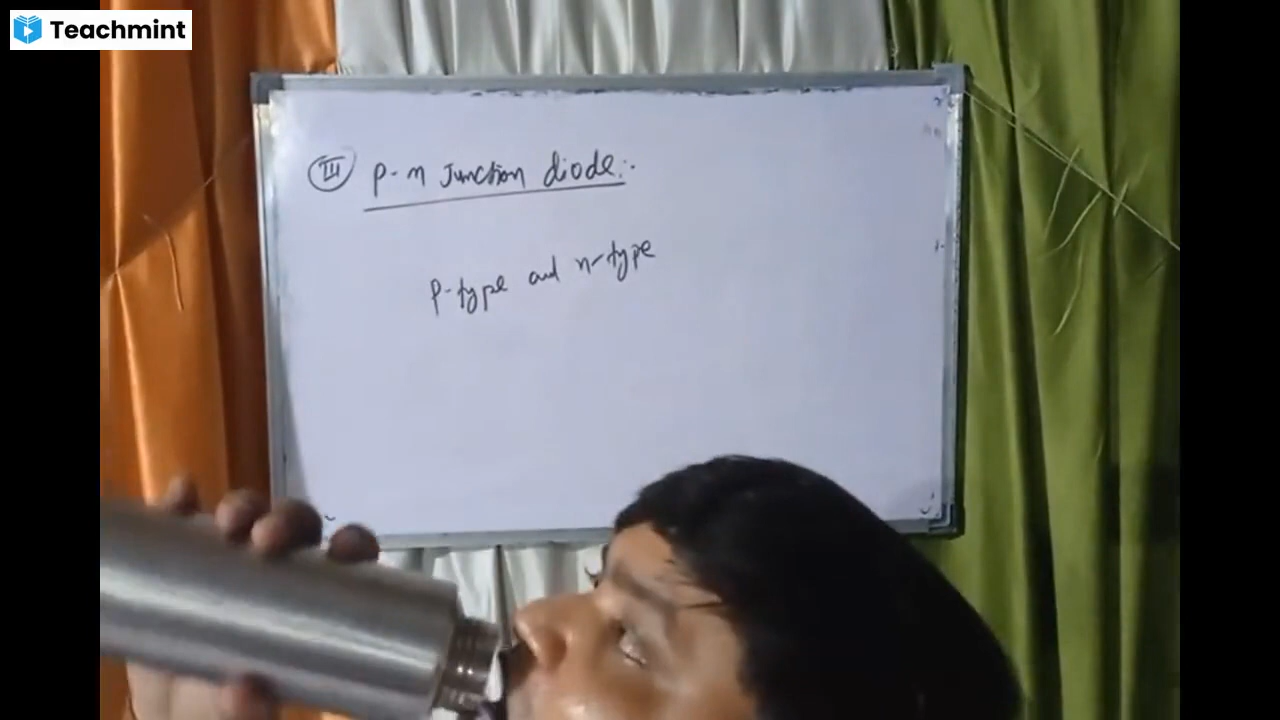 Teachmint
III p-n Junction diode:-
p-type and n-type